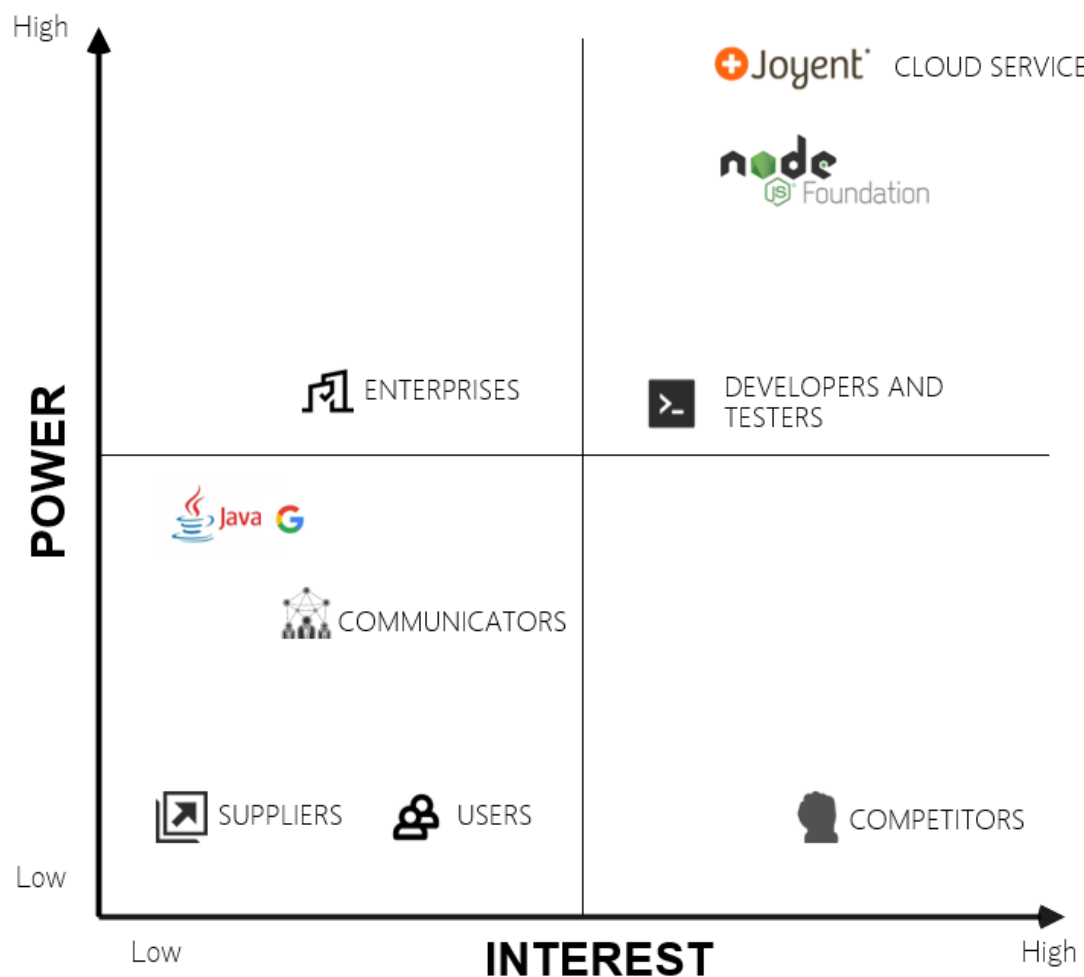 High
Joyent CLOUD SERVICE
node
JS Foundation
POWER
ENTERPRISES
DEVELOPERS AND
TESTERS
Java G
COMMUNICATORS
SUPPLIERS
USERS
COMPETITORS
Low
Low
INTEREST
High